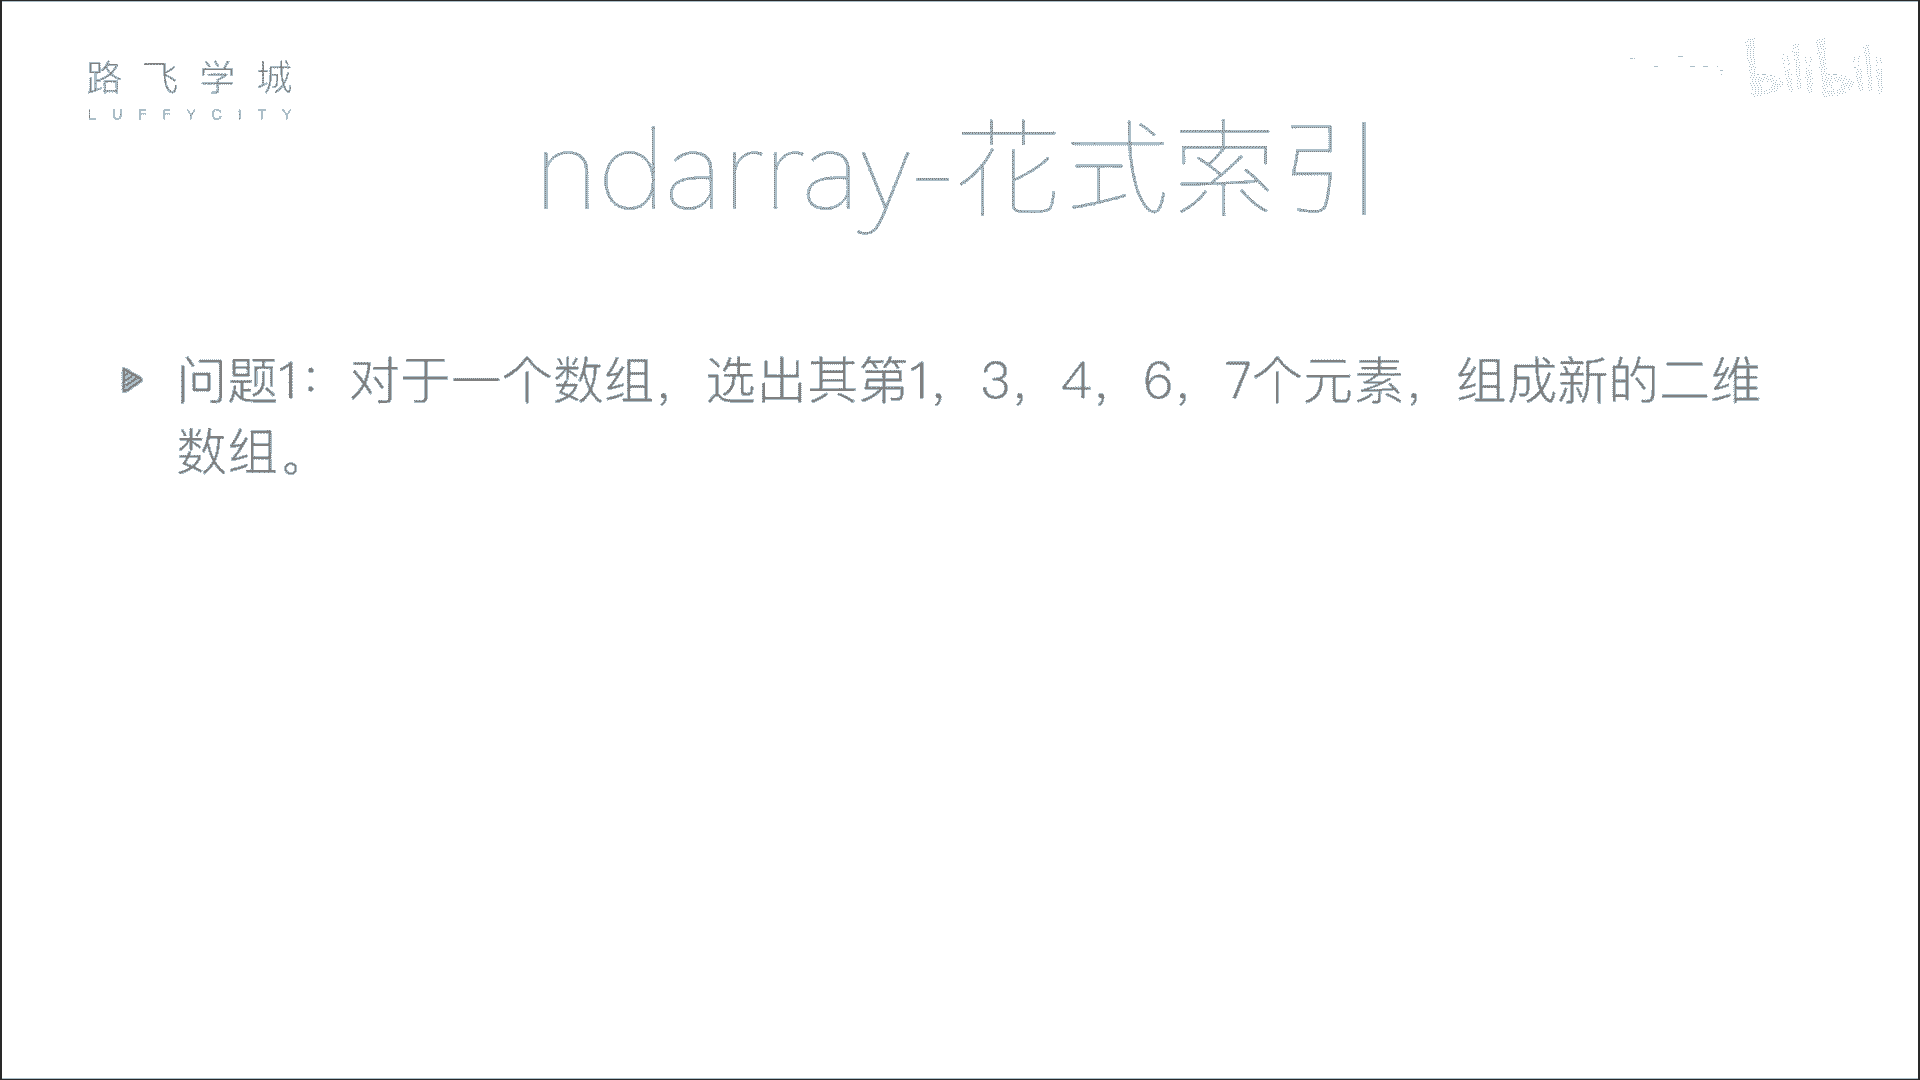 路飞学城
LUFFYCITY
bilibili
ndarray-花式索引
问题1：对于一个数组，选出其第1，3，4，6，7个元素，组成新的二维
数组。